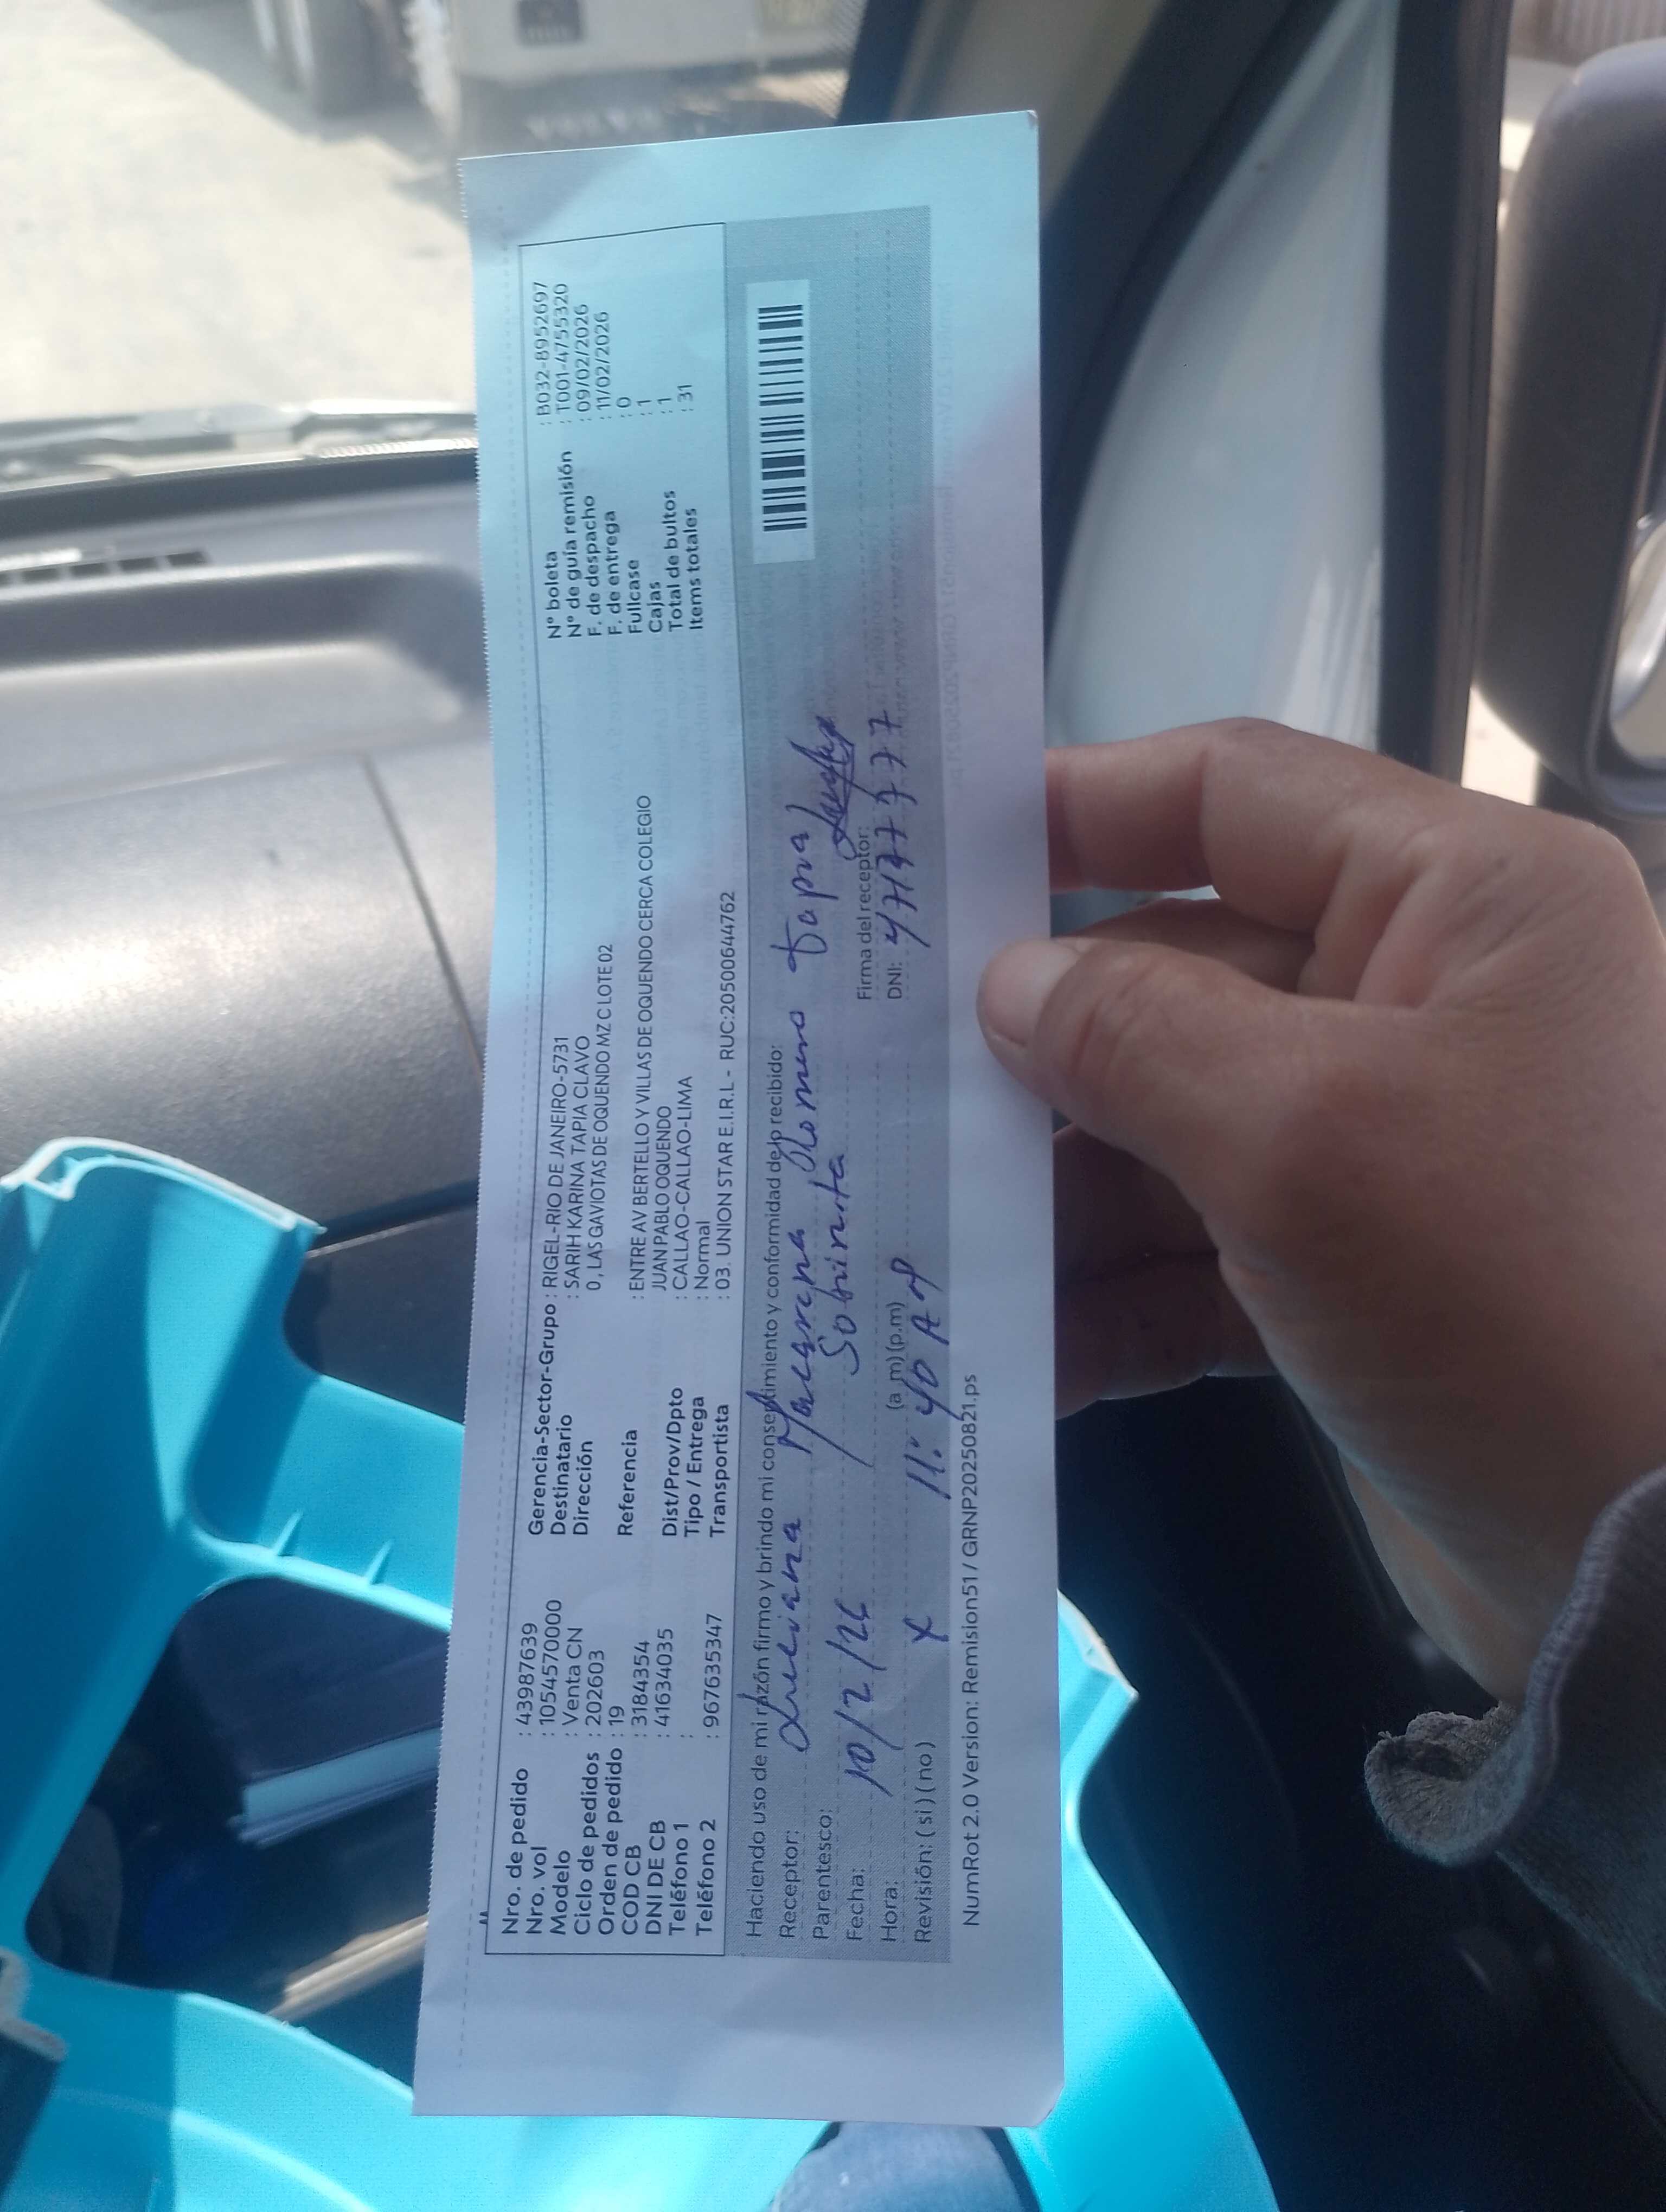 Nro. de pedido : 43987639
Nro. vol : 1054570000
Modelo : Venta CN
Ciclo de pedidos : 202603
Orden de pedido : 19
COD CB : 3184354
DNI DE CB : 41634035
Teléfono 1 :
Teléfono 2 : 967635347
Gerencia-Sector-Grupo : RIGEL-RIO DE JANEIRO-5731
Destinatario : SARIH KARINA TAPIA CLAVO
Dirección 0, LAS GAVIOTAS DE OQUENDO MZ C LOTE 02
Referencia : ENTRE AV BERTELLO Y VILLAS DE OQUENDO CERCA COLEGIO
JUAN PABLO OQUENDO
Dist/Prov/Dpto : CALLAO-CALLAO-LIMA
Tipo / Entrega : Normal
Transportista : 03. UNION STAR E.I.R.L - RUC:20500644762
N° boleta : B032-8952697
N° de guía remisión : T001-4755320
F. de despacho : 09/02/2026
F. de entrega : 11/02/2026
Fullcase : 0
Cajas : 1
Total de bultos : 1
Items totales : 31
Haciendo uso de mi razón firmo y brindo mi consentimiento y conformidad de lo recibido:
Receptor: Luciana Macarena Romero tapia
Parentesco: Sobrinita
Fecha: 10/2/26
Firma del receptor:
Hora: 11:40 AM (a.m) (p.m)
DNI:
Revisión: ( si ) ( no ) X
NumRot 2.0 Version: Remision51 / GRNP20250821.ps
VOLVO